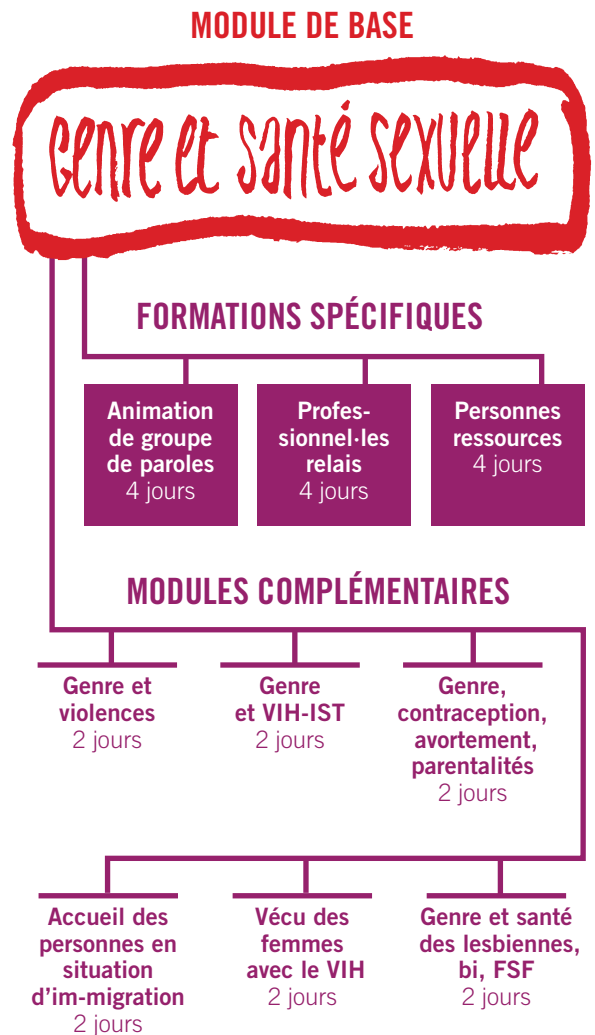 MODULE DE BASE
Genre et santé sexuelle
FORMATIONS SPÉCIFIQUES
Animation
de groupe
de paroles
4 jours
Profes-
sionnel·les
relais
4 jours
Personnes
ressources
4 jours
MODULES COMPLÉMENTAIRES
Genre et
violences
2 jours
Genre
et VIH-IST
2 jours
Genre,
contraception,
avortement,
parentalités
2 jours
Accueil des
personnes en
situation
d'im-migration
2 jours
Vécu des
femmes
avec le VIH
2 jours
Genre et santé
des lesbiennes,
bi, FSF
2 jours